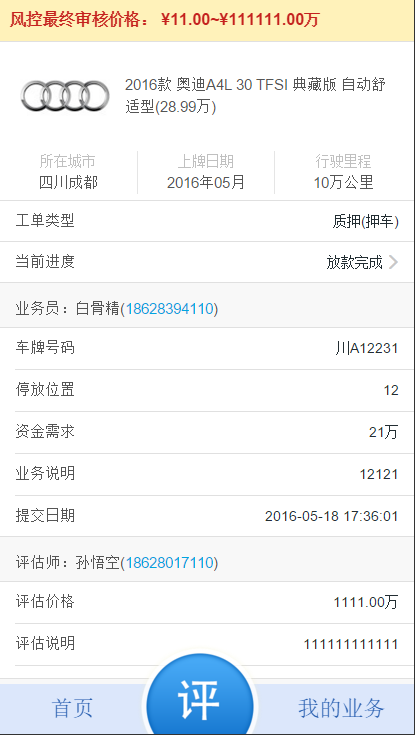 风控最终审核价格： ¥11.00~¥111111.00万
2016款 奥迪A4L 30 TFSI 典藏版 自动舒
适型(28.99万)
所在城市 上牌日期 行驶里程
四川成都 2016年05月 10万公里
工单类型 质押(押车)
当前进度 放款完成
业务员：白骨精(18628394110)
车牌号码 川A12231
停放位置 12
资金需求 21万
业务说明 12121
提交日期 2016-05-18 17:36:01
评估师：孙悟空(18628017110)
评估价格 1111.00万
评估说明 111111111111
首页 评 我的业务